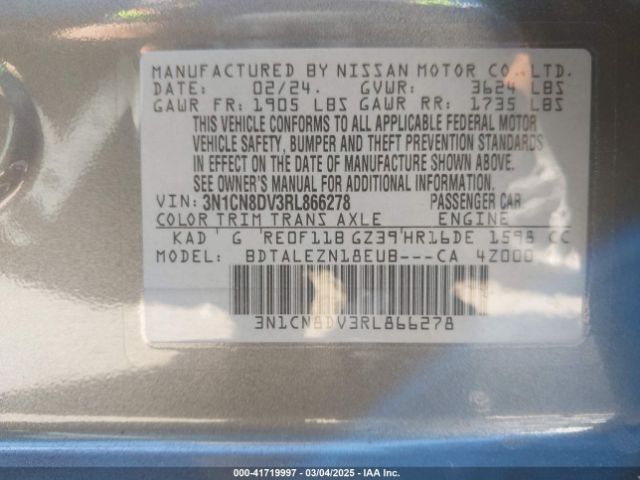 MANUFACTURED BY NISSAN MOTOR CO., LTD.
DATE: 02/24. GVWR: 3624 LBS
GAWR FR: 1905 LBS GAWR RR: 1735 LBS
THIS VEHICLE CONFORMS TO ALL APPLICABLE FEDERAL MOTOR
VEHICLE SAFETY, BUMPER AND THEFT PREVENTION STANDARDS
IN EFFECT ON THE DATE OF MANUFACTURE SHOWN ABOVE.
SEE OWNER'S MANUAL FOR ADDITIONAL INFORMATION.
VIN: 3N1CN8DV3RL866278 PASSENGER CAR
COLOR TRIM TRANS AXLE ENGINE
KAD G RE0F11B GZ39 HR16DE 1598 CC
MODEL: BDTALEZN18EUB---CA 4Z000
3N1CN8DV3RL866278
000-41719997 — 03/04/2025 - IAA Inc.